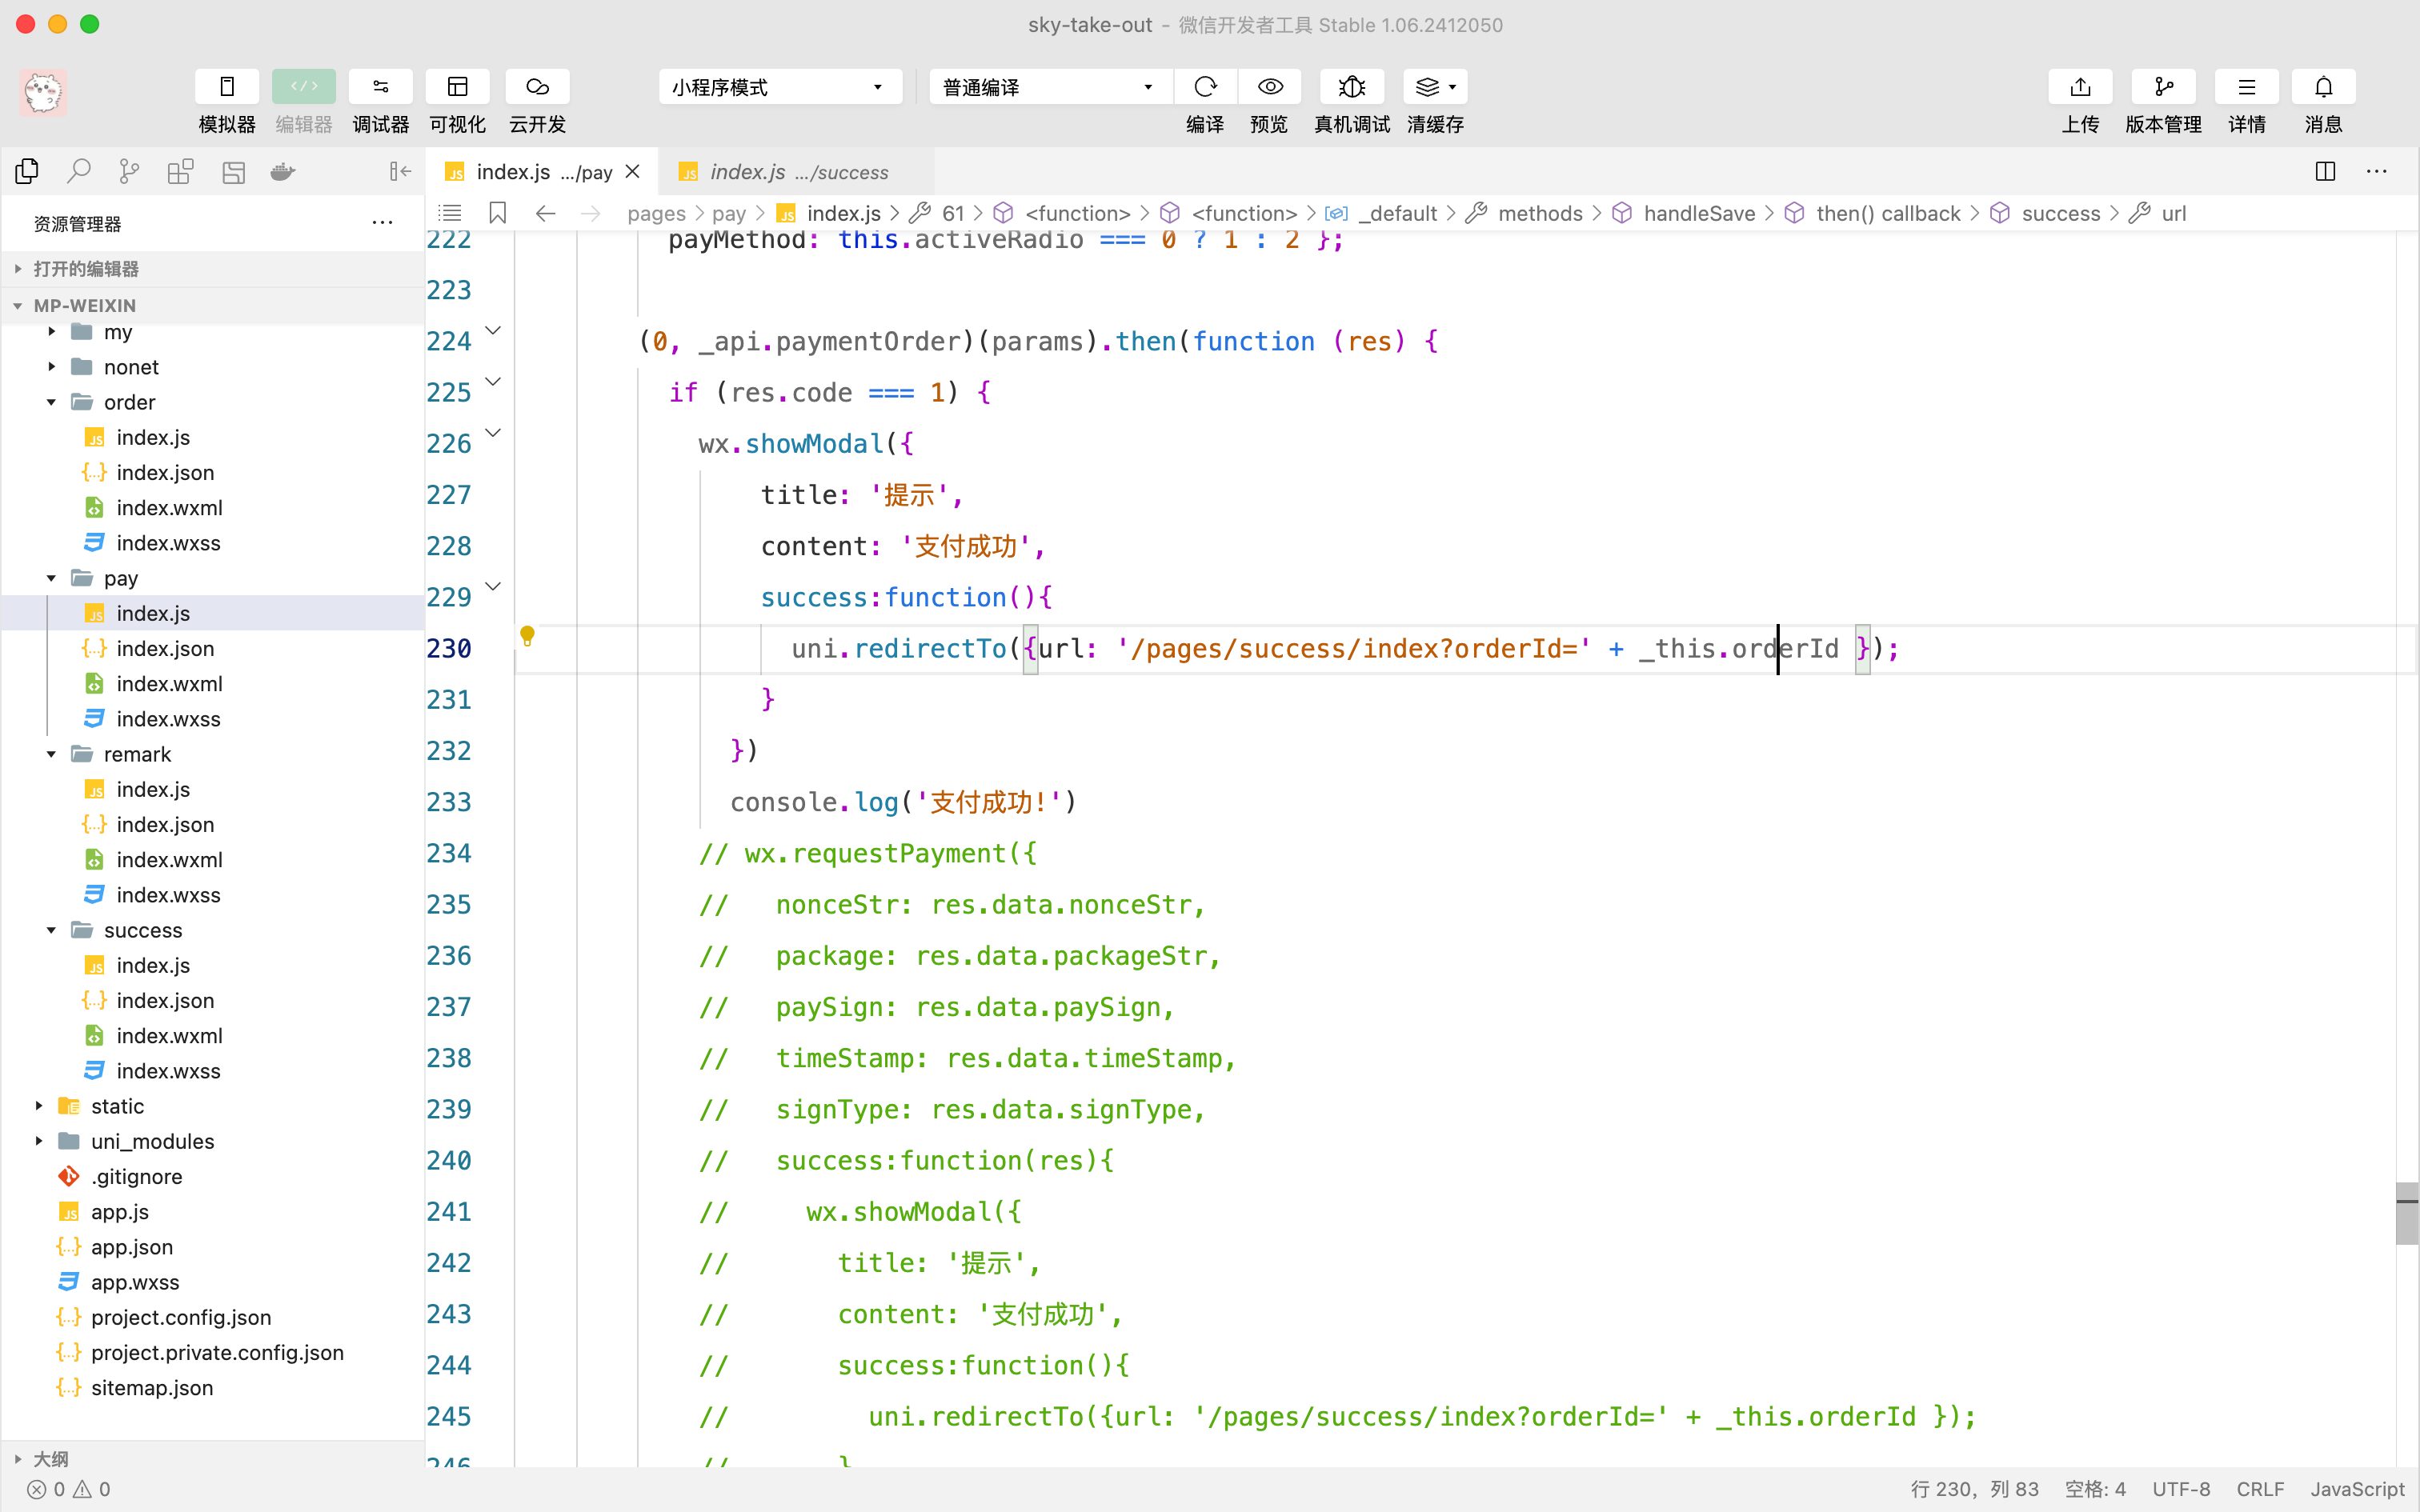 sky-take-out - 微信开发者工具 Stable 1.06.2412050
模拟器 编辑器 调试器 可视化 云开发 小程序模式 普通编译 编译 预览 真机调试 清缓存 上传 版本管理 详情 消息
index.js .../pay index.js .../success
资源管理器
pages pay index.js 61 <function> <function> _default methods handleSave then() callback success url
打开的编辑器
MP-WEIXIN
my
nonet
order
index.js
index.json
index.wxml
index.wxss
pay
index.js
index.json
index.wxml
index.wxss
remark
index.js
index.json
index.wxml
index.wxss
success
index.js
index.json
index.wxml
index.wxss
static
uni_modules
.gitignore
app.js
app.json
app.wxss
project.config.json
project.private.config.json
sitemap.json
大纲
222 payMethod: this.activeRadio === 0 ? 1 : 2 };
223
224 (0, _api.paymentOrder)(params).then(function (res) {
225 if (res.code === 1) {
226 wx.showModal({
227 title: '提示',
228 content: '支付成功',
229 success:function(){
230 uni.redirectTo({url: '/pages/success/index?orderId=' + _this.orderId });
231 }
232 })
233 console.log('支付成功!')
234 // wx.requestPayment({
235 // nonceStr: res.data.nonceStr,
236 // package: res.data.packageStr,
237 // paySign: res.data.paySign,
238 // timeStamp: res.data.timeStamp,
239 // signType: res.data.signType,
240 // success:function(res){
241 // wx.showModal({
242 // title: '提示',
243 // content: '支付成功',
244 // success:function(){
245 // uni.redirectTo({url: '/pages/success/index?orderId=' + _this.orderId });
246 // }
0 0 行 230，列 83 空格: 4 UTF-8 CRLF JavaScript